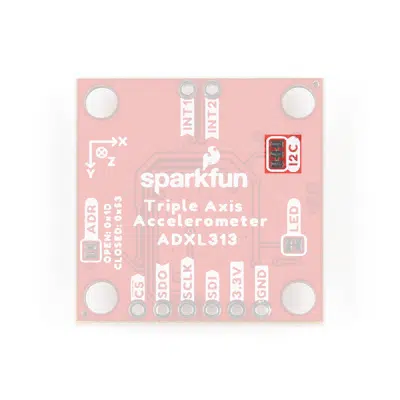 INT1
INT2
X
Y
Z
I2C
sparkfun
Triple Axis
Accelerometer
ADXL313
ADR
OPEN: 0x1D
CLOSED: 0x53
LED
CS
SDO
SCLK
SDI
3.3V
GND